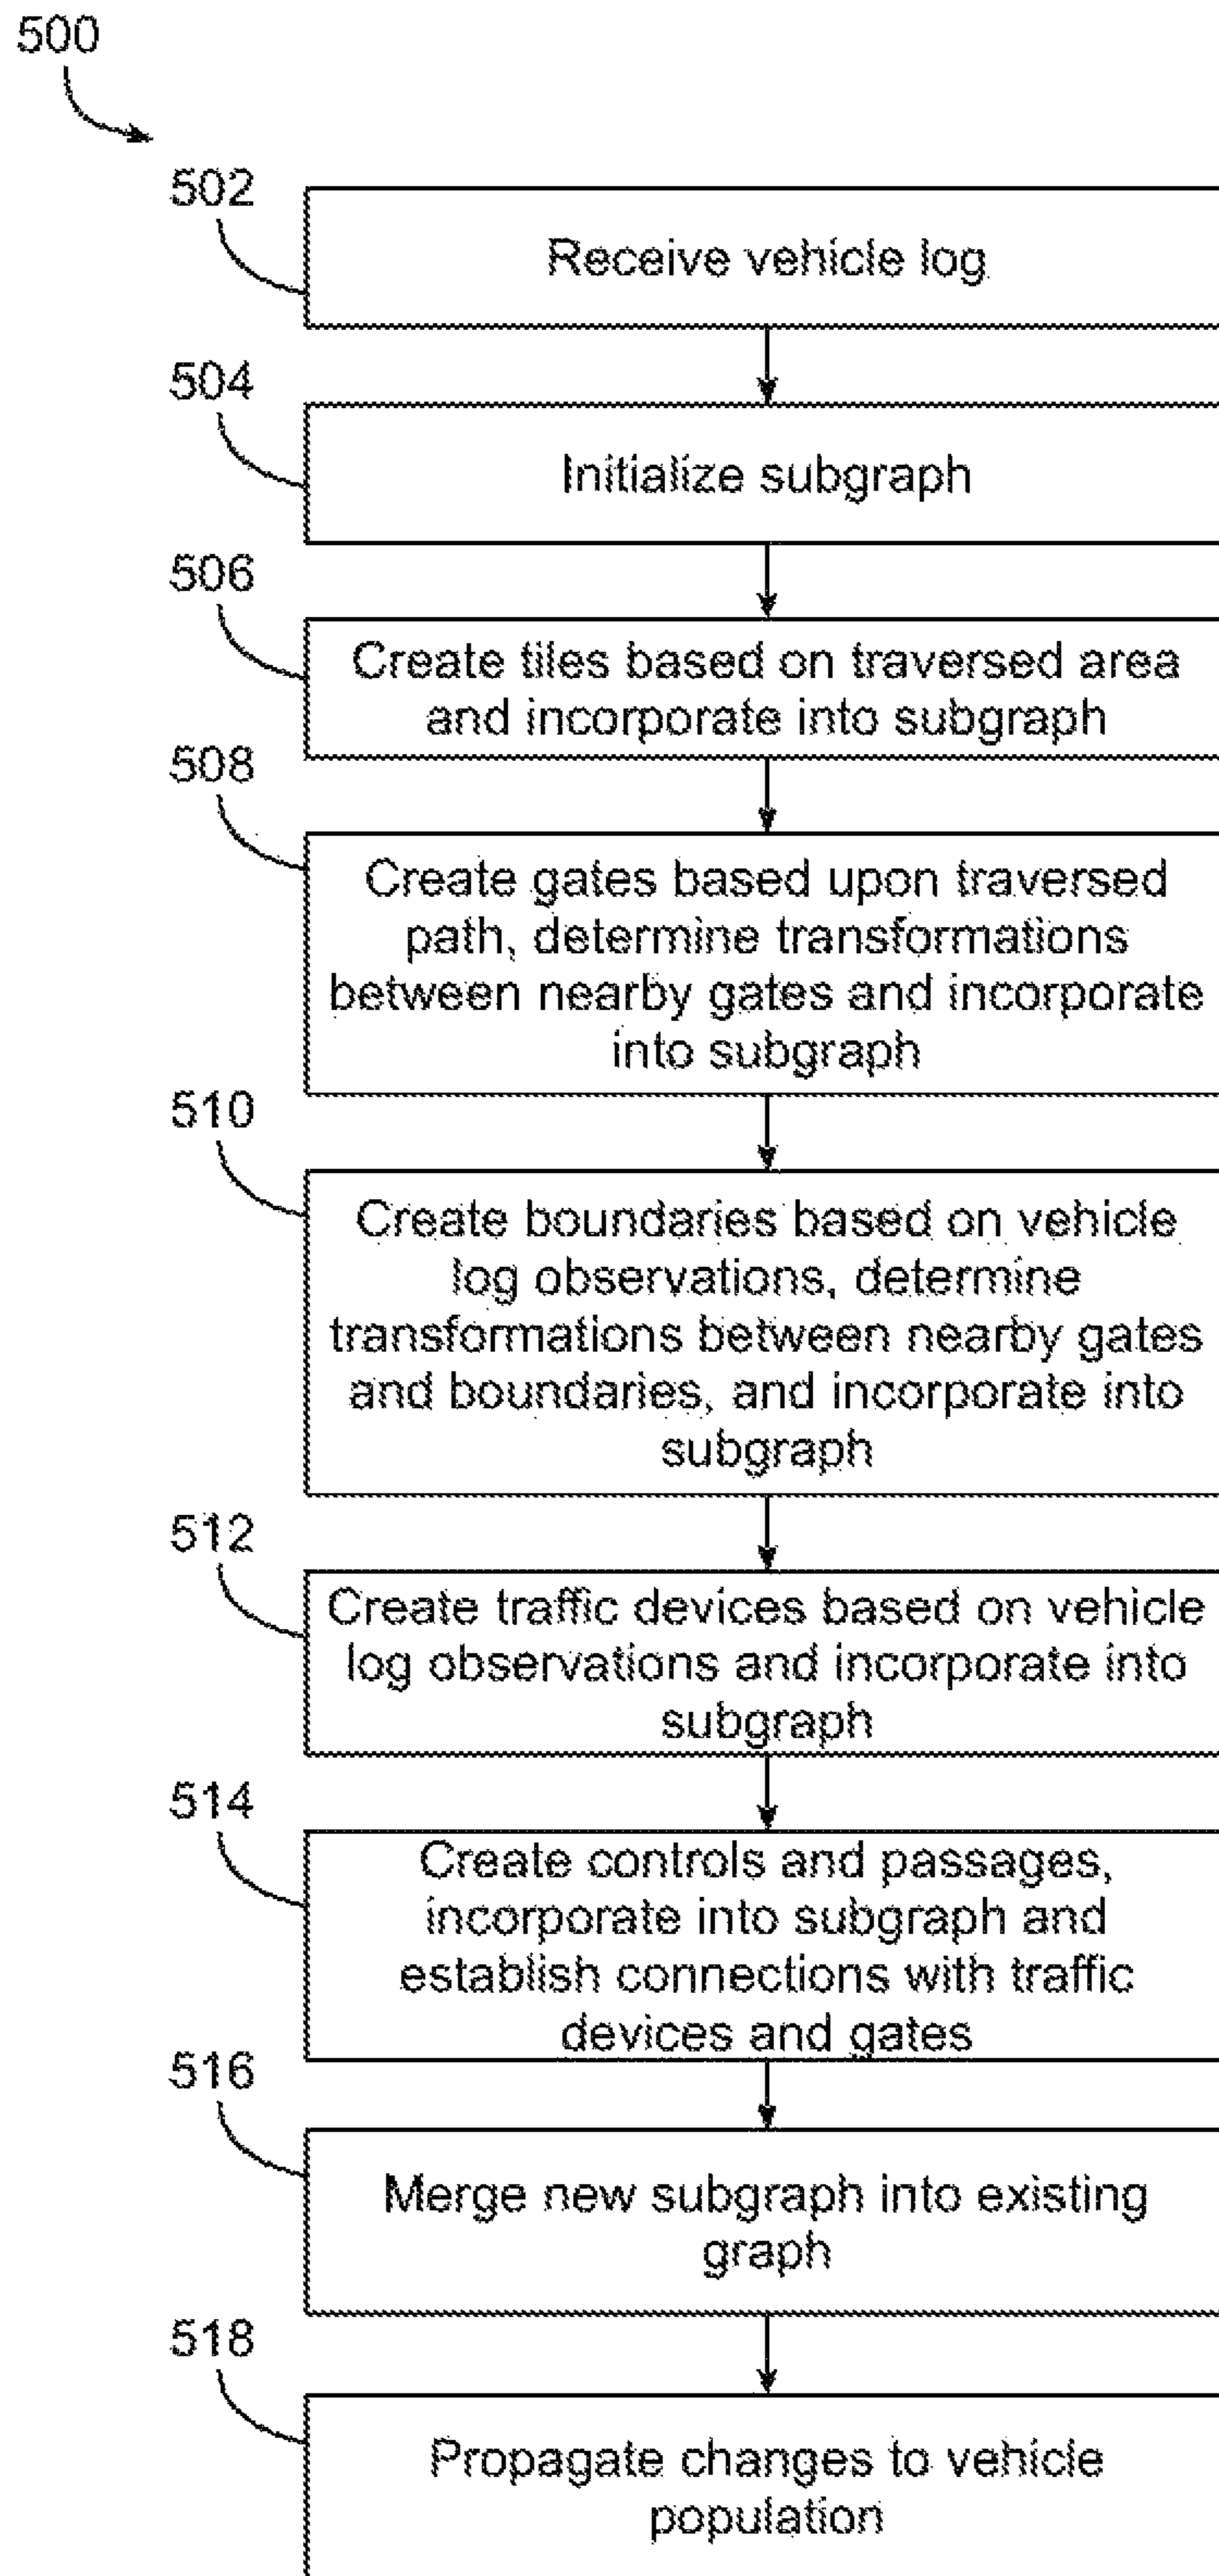 500
502
Receive vehicle log
504
Initialize subgraph
506
Create tiles based on traversed area
and incorporate into subgraph
508
Create gates based upon traversed
path, determine transformations
between nearby gates and incorporate
into subgraph
510
Create boundaries based on vehicle
log observations, determine
transformations between nearby gates
and boundaries, and incorporate into
subgraph
512
Create traffic devices based on vehicle
log observations and incorporate into
subgraph
514
Create controls and passages,
incorporate into subgraph and
establish connections with traffic
devices and gates
516
Merge new subgraph into existing
graph
518
Propagate changes to vehicle
population